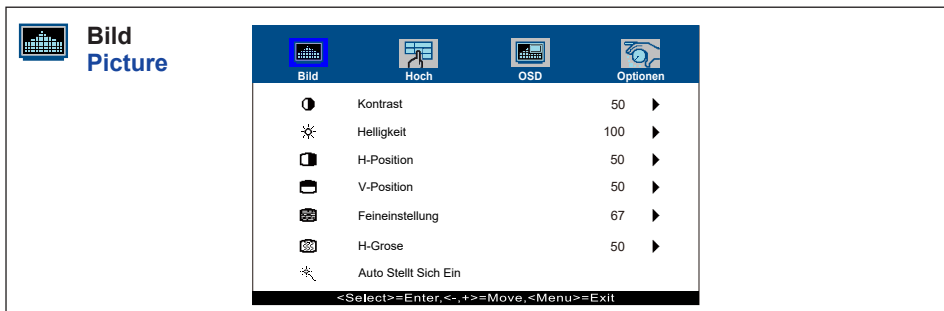 Bild
Picture
Bild Hoch OSD Optionen
Kontrast 50
Helligkeit 100
H-Position 50
V-Position 50
Feineinstellung 67
H-Grose 50
Auto Stellt Sich Ein
<Select>=Enter,<-,+>=Move,<Menu>=Exit